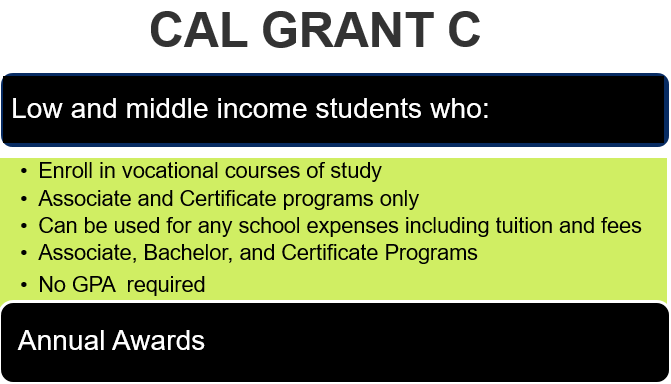 CAL GRANT C
Low and middle income students who:
• Enroll in vocational courses of study
• Associate and Certificate programs only
• Can be used for any school expenses including tuition and fees
• Associate, Bachelor, and Certificate Programs
• No GPA  required
Annual Awards